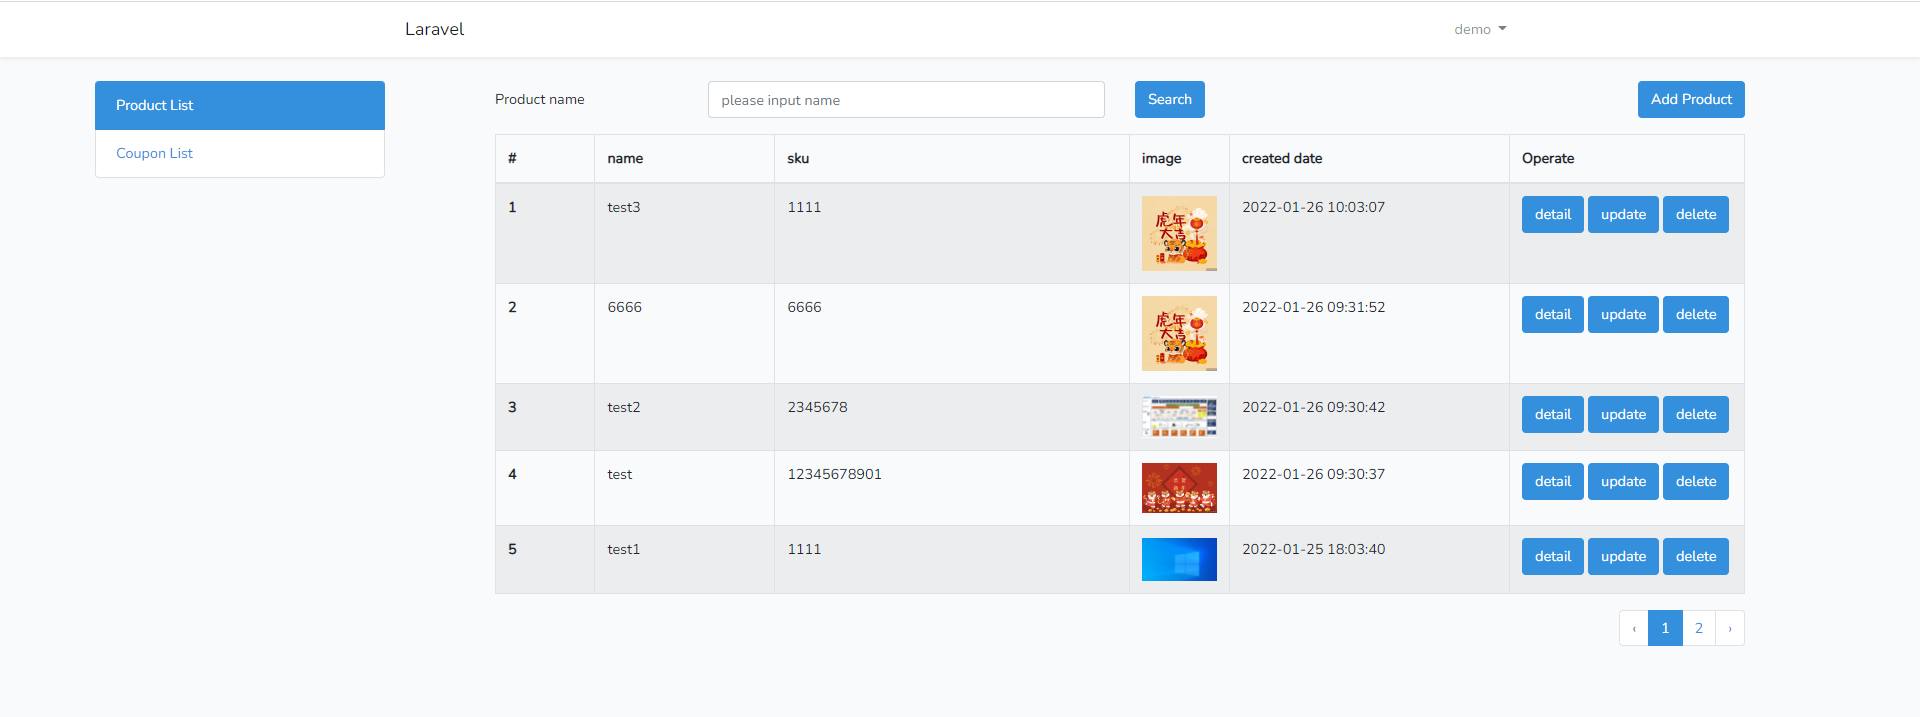 Laravel demo
Product List
Coupon List
Product name please input name Search Add Product
# name sku image created date Operate
1 test3 1111 2022-01-26 10:03:07 detail update delete
虎年
大吉
2 6666 6666 2022-01-26 09:31:52 detail update delete
虎年
大吉
3 test2 2345678 2022-01-26 09:30:42 detail update delete
4 test 12345678901 2022-01-26 09:30:37 detail update delete
5 test1 1111 2022-01-25 18:03:40 detail update delete
‹ 1 2 ›